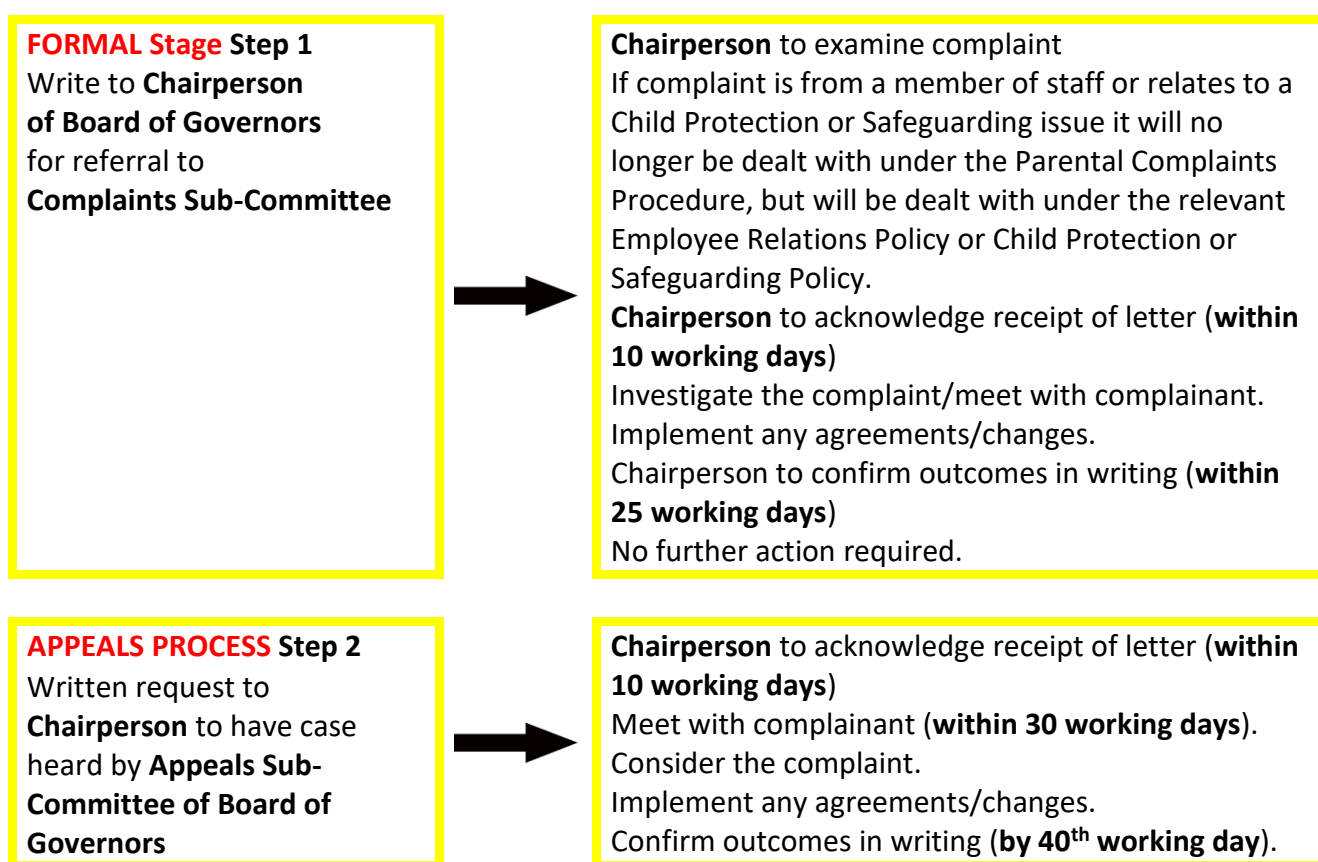 FORMAL Stage Step 1
Write to Chairperson
of Board of Governors
for referral to
Complaints Sub-Committee
Chairperson to examine complaint
If complaint is from a member of staff or relates to a
Child Protection or Safeguarding issue it will no
longer be dealt with under the Parental Complaints
Procedure, but will be dealt with under the relevant
Employee Relations Policy or Child Protection or
Safeguarding Policy.
Chairperson to acknowledge receipt of letter (within
10 working days)
Investigate the complaint/meet with complainant.
Implement any agreements/changes.
Chairperson to confirm outcomes in writing (within
25 working days)
No further action required.
APPEALS PROCESS Step 2
Written request to
Chairperson to have case
heard by Appeals Sub-
Committee of Board of
Governors
Chairperson to acknowledge receipt of letter (within
10 working days)
Meet with complainant (within 30 working days).
Consider the complaint.
Implement any agreements/changes.
Confirm outcomes in writing (by 40th working day).